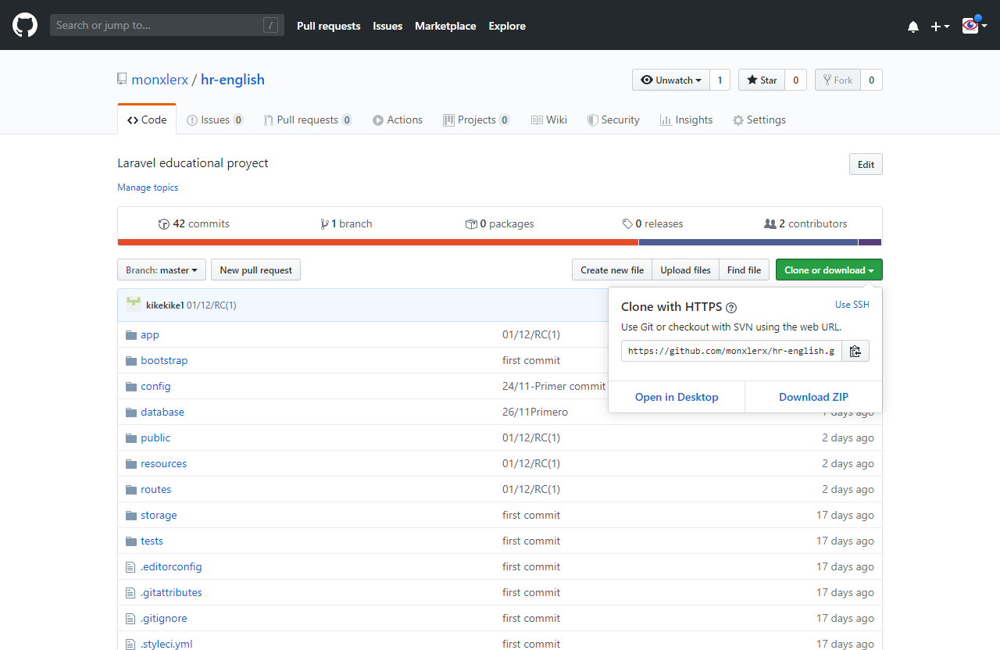 Search or jump to... / Pull requests Issues Marketplace Explore
monxlerx / hr-english Unwatch 1 Star 0 Fork 0
Code Issues 0 Pull requests 0 Actions Projects 0 Wiki Security Insights Settings
Laravel educational proyect Edit
Manage topics
42 commits 1 branch 0 packages 0 releases 2 contributors
Branch: master New pull request Create new file Upload files Find file Clone or download
kikekike1 01/12/RC(1)
Clone with HTTPS ? Use SSH
Use Git or checkout with SVN using the web URL.
https://github.com/monxlerx/hr-english.g
Open in Desktop Download ZIP
app 01/12/RC(1)
bootstrap first commit
config 24/11-Primer commit
database 26/11Primero 7 days ago
public 01/12/RC(1) 2 days ago
resources 01/12/RC(1) 2 days ago
routes 01/12/RC(1) 2 days ago
storage first commit 17 days ago
tests first commit 17 days ago
.editorconfig first commit 17 days ago
.gitattributes first commit 17 days ago
.gitignore first commit 17 days ago
.styleci.yml first commit 17 days ago